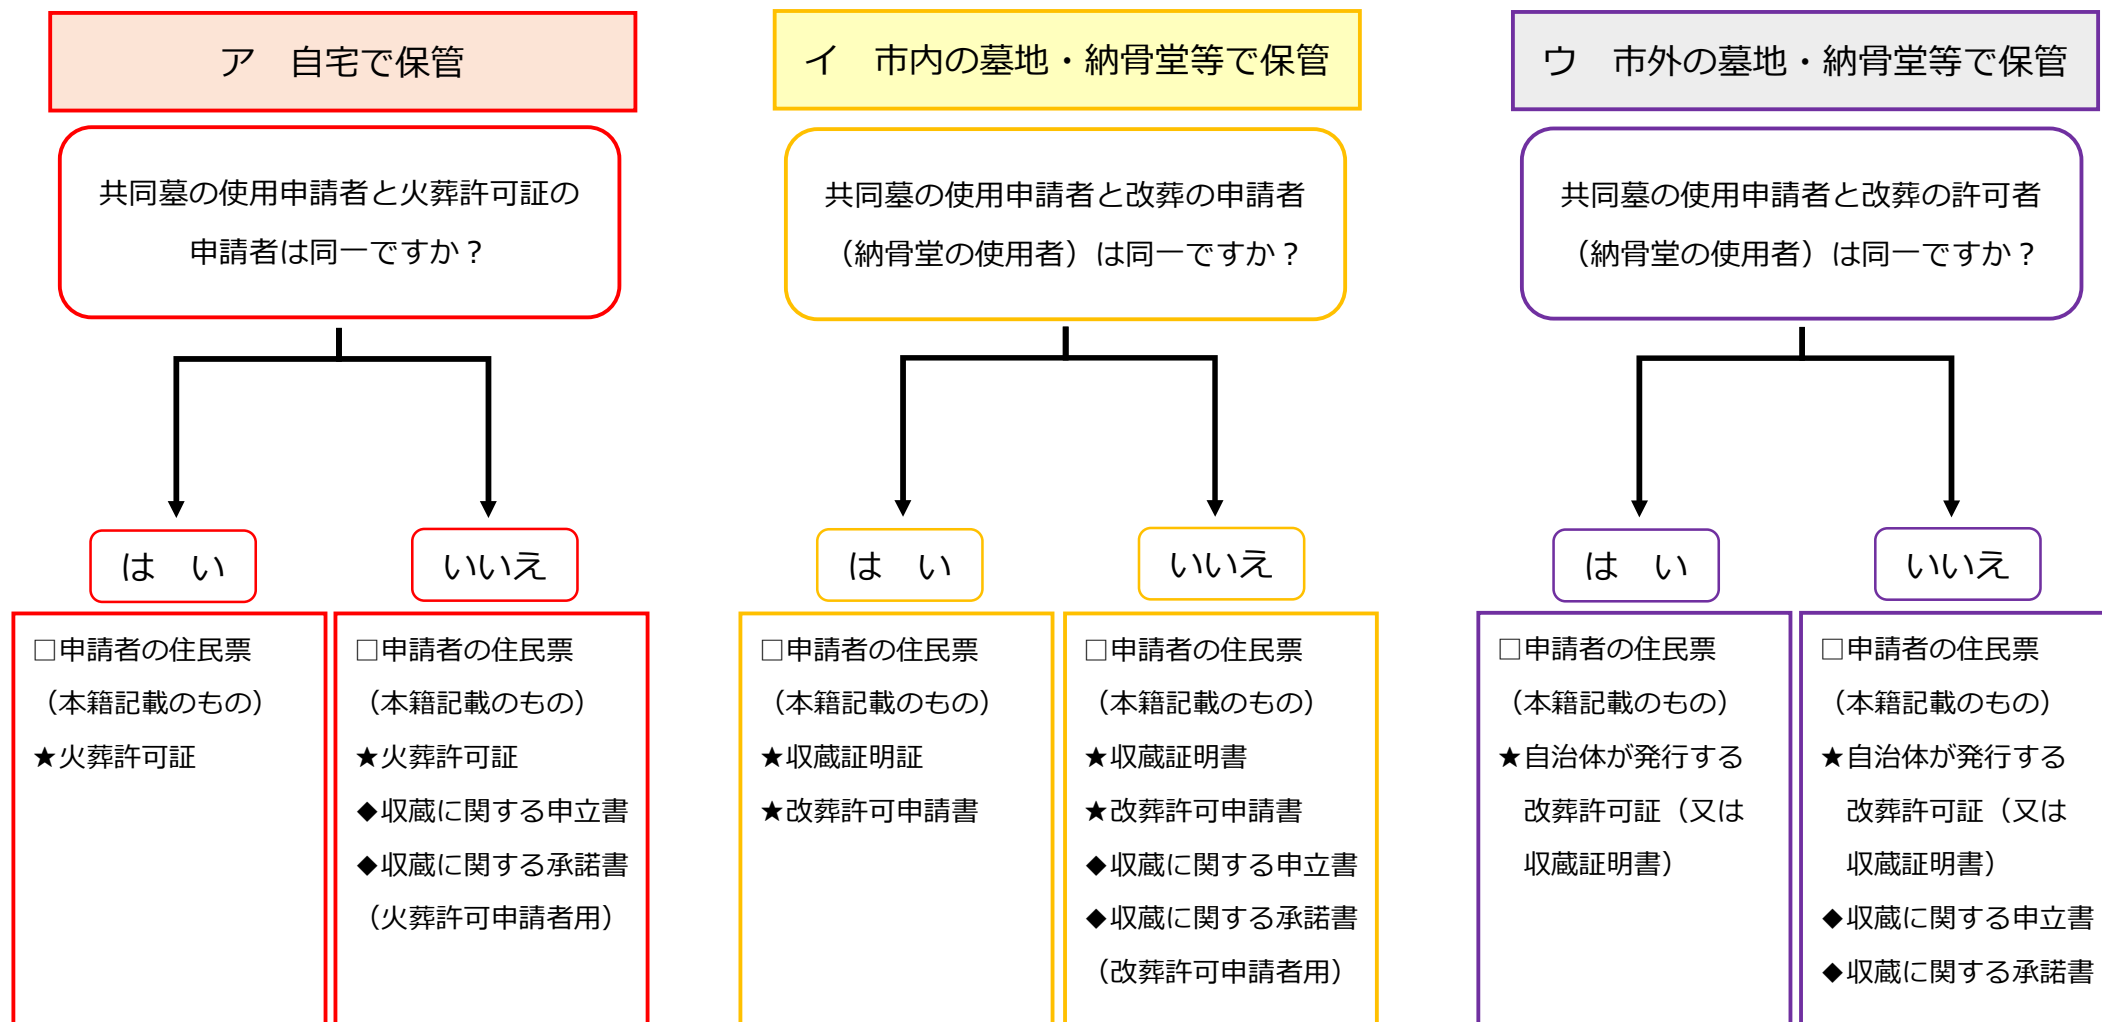 ア　自宅で保管
共同墓の使用申請者と火葬許可証の
申請者は同一ですか？
は　い
□申請者の住民票
（本籍記載のもの）
★火葬許可証
いいえ
□申請者の住民票
（本籍記載のもの）
★火葬許可証
◆収蔵に関する申立書
◆収蔵に関する承諾書
（火葬許可申請者用）
イ　市内の墓地・納骨堂等で保管
共同墓の使用申請者と改葬の申請者
（納骨堂の使用者）は同一ですか？
は　い
□申請者の住民票
（本籍記載のもの）
★収蔵証明証
★改葬許可申請書
いいえ
□申請者の住民票
（本籍記載のもの）
★収蔵証明書
★改葬許可申請書
◆収蔵に関する申立書
◆収蔵に関する承諾書
（改葬許可申請者用）
ウ　市外の墓地・納骨堂等で保管
共同墓の使用申請者と改葬の許可者
（納骨堂の使用者）は同一ですか？
は　い
□申請者の住民票
（本籍記載のもの）
★自治体が発行する
改葬許可証（又は
収蔵証明書）
いいえ
□申請者の住民票
（本籍記載のもの）
★自治体が発行する
改葬許可証（又は
収蔵証明書）
◆収蔵に関する申立書
◆収蔵に関する承諾書